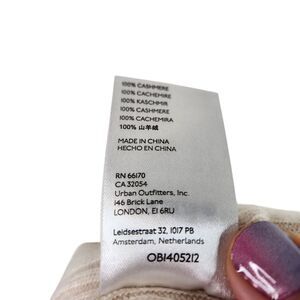 100% CASHMERE
100% CACHEMIRE
100% KASCHMIR
100% CASHMERE
100% CACHEMIRA
100% 山羊绒
MADE IN CHINA
HECHO EN CHINA
RN 66170
CA 32054
Urban Outfitters, Inc.
146 Brick Lane
LONDON, E1 6RU
Leidsestraat 32, 1017 PB
Amsterdam, Netherlands
OB1405212